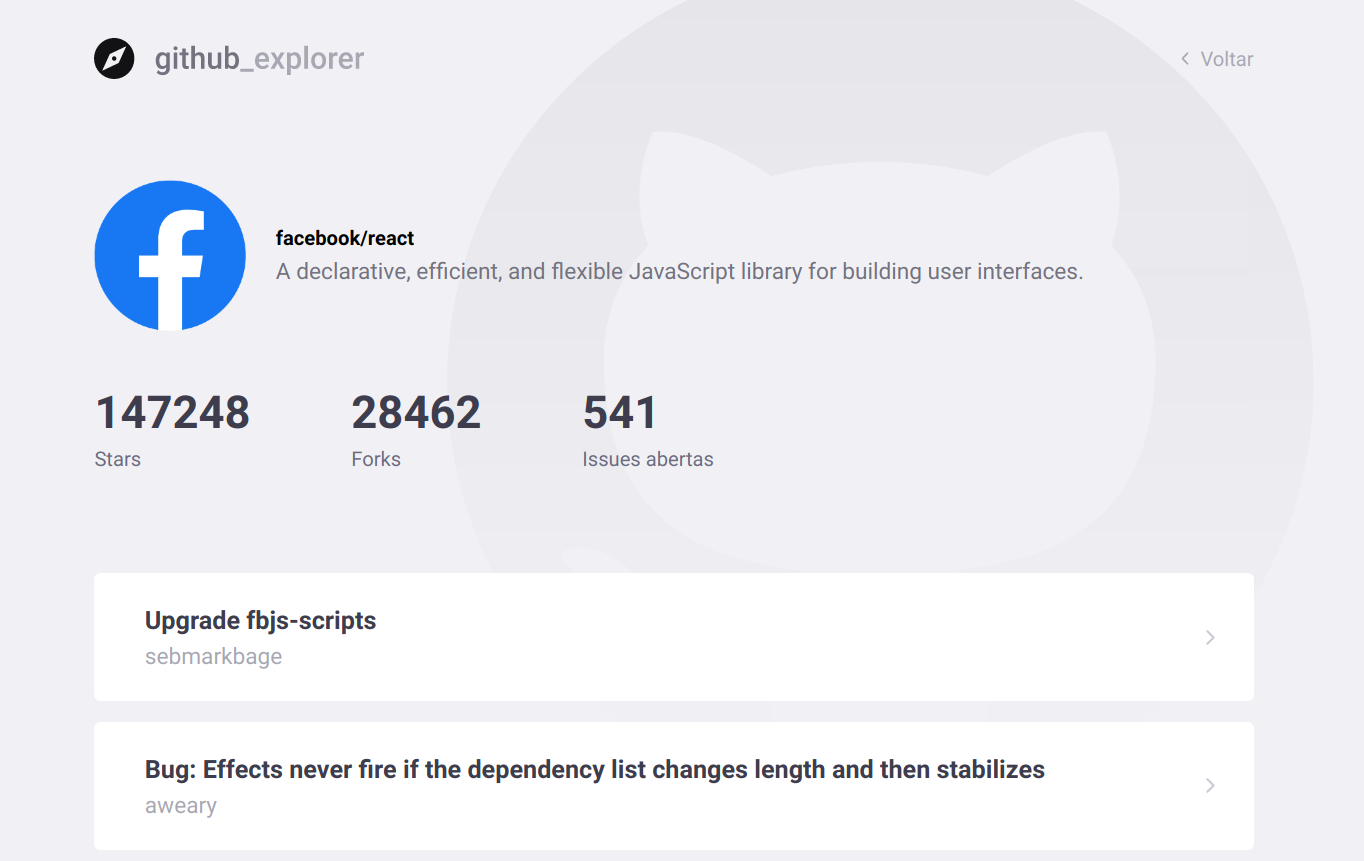 github_explorer
Voltar
facebook/react
A declarative, efficient, and flexible JavaScript library for building user interfaces.
147248
Stars
28462
Forks
541
Issues abertas
Upgrade fbjs-scripts
sebmarkbage
Bug: Effects never fire if the dependency list changes length and then stabilizes
aweary